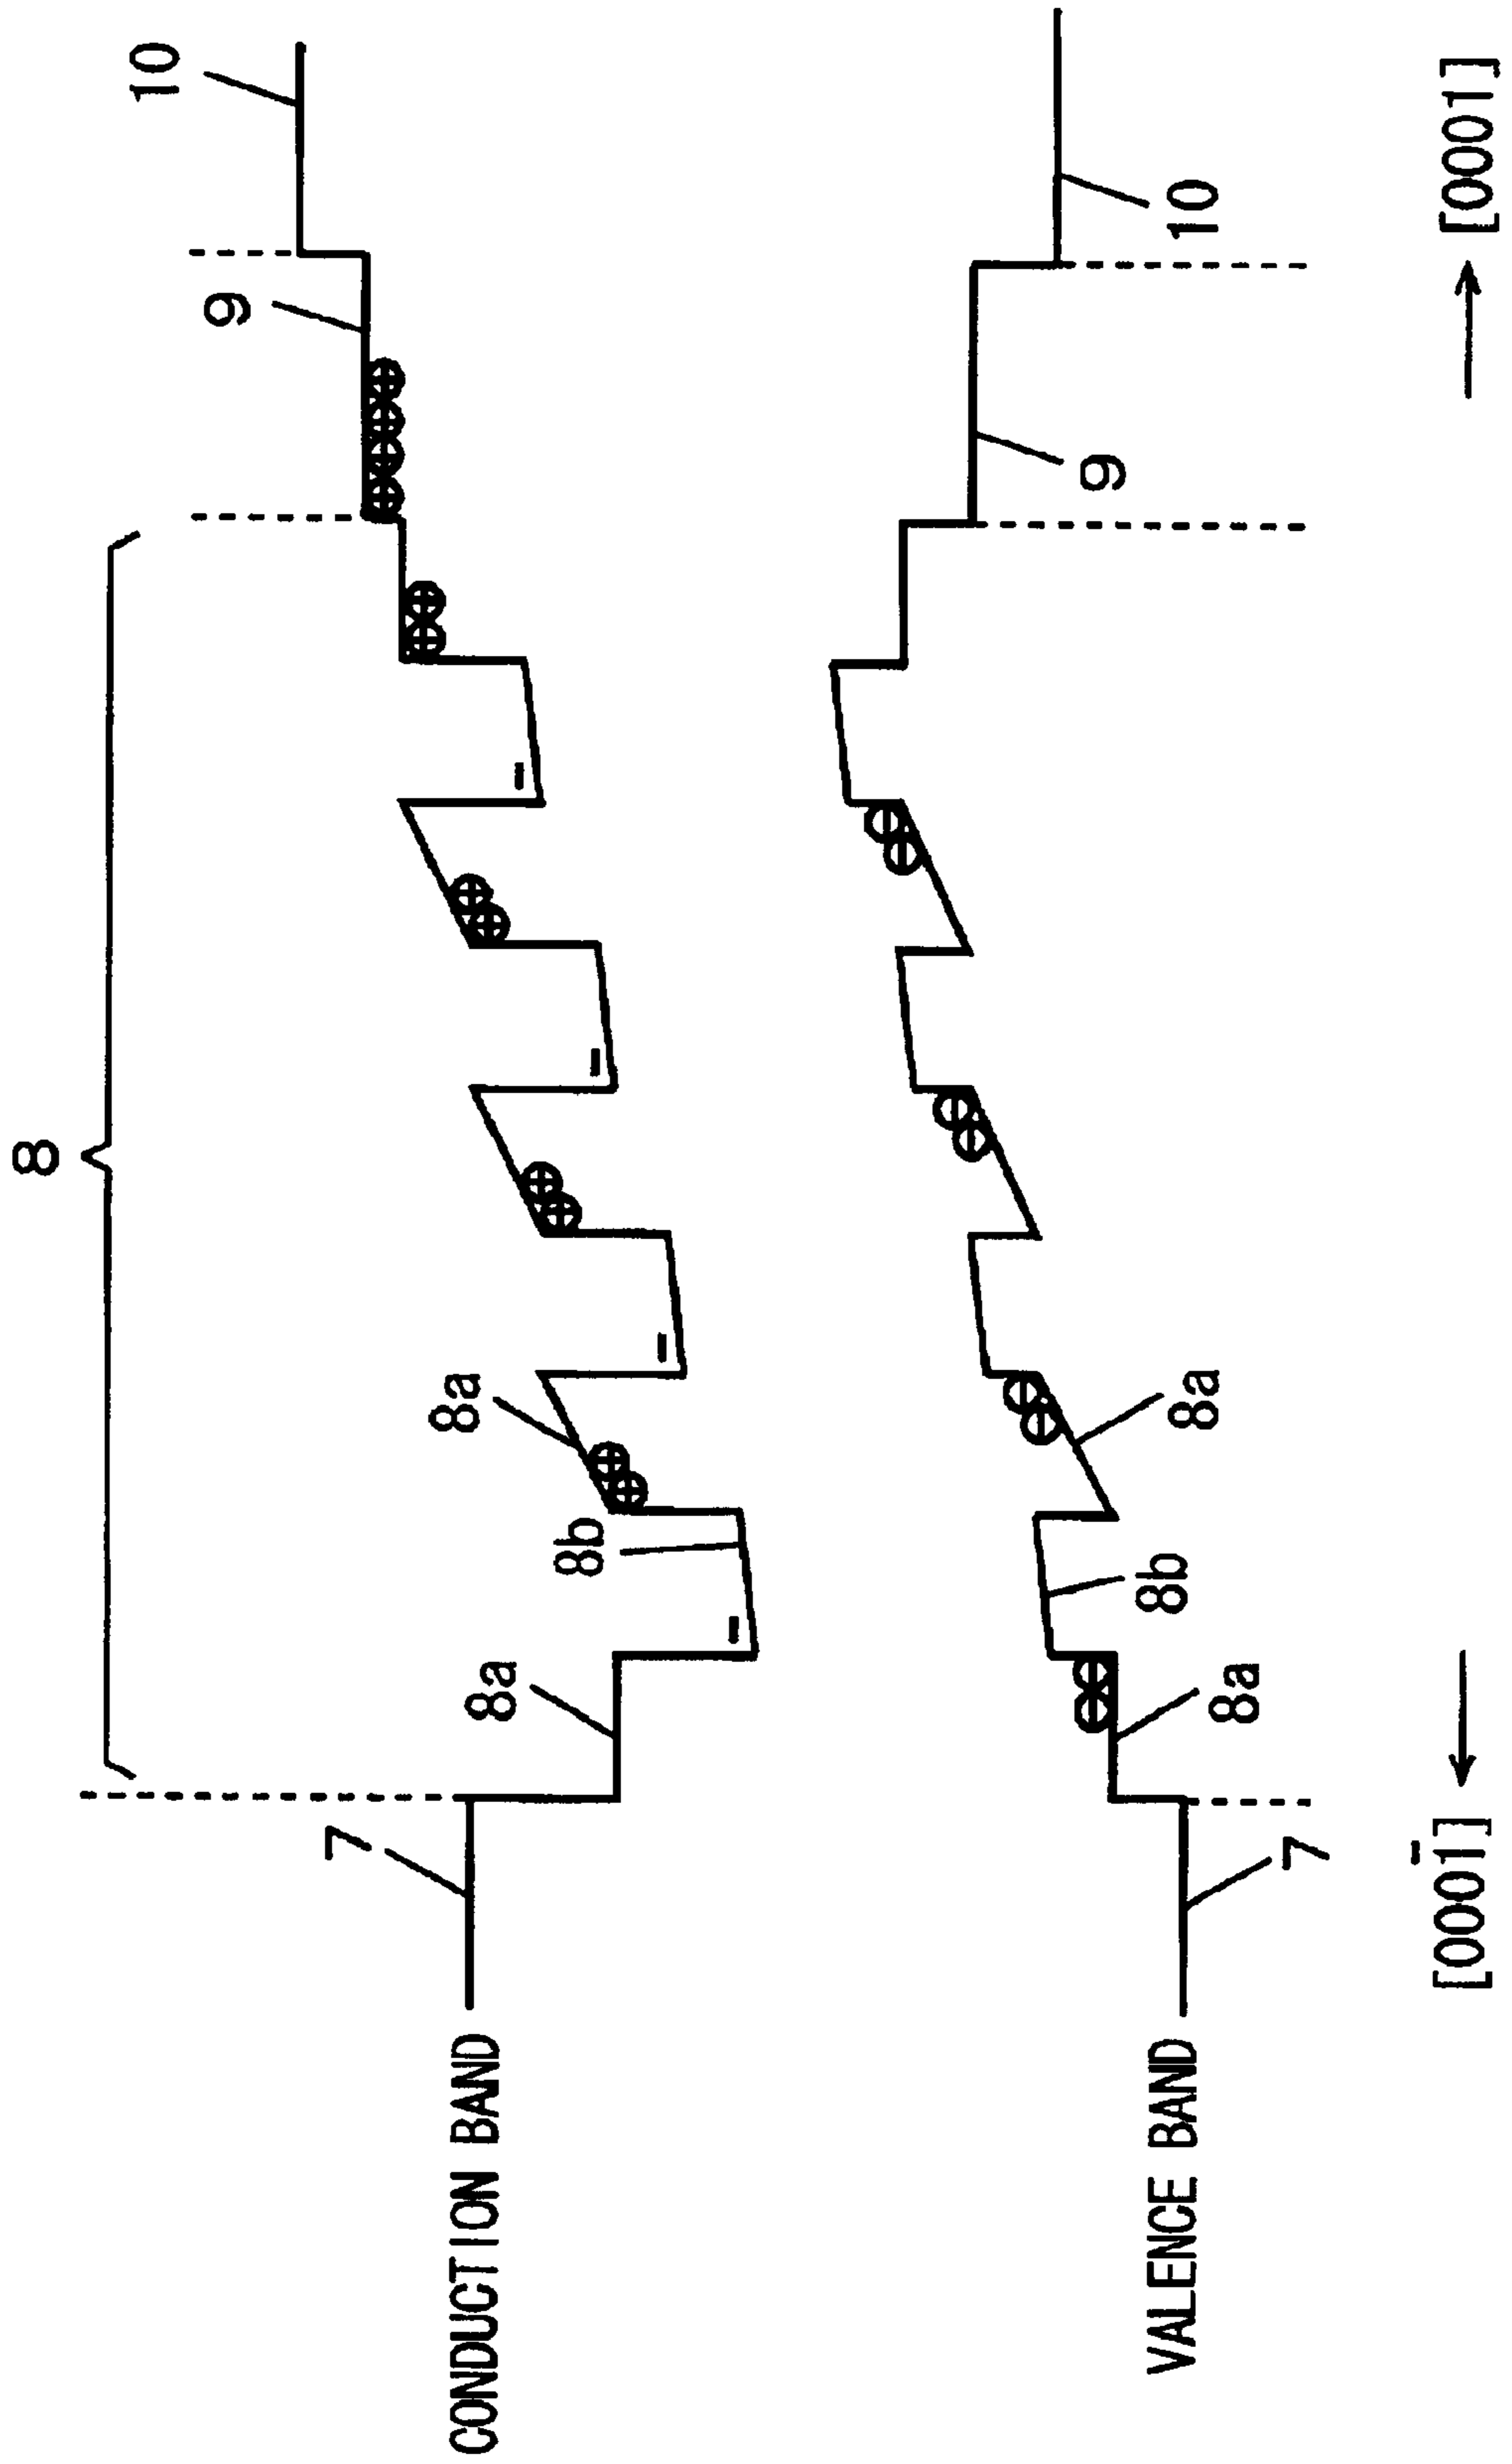 8
10
9
7
8a
CONDUCTION BAND
8a
8b
9
8b
VALENCE BAND
8a
10
8a
7
[0001̄]
[0001]